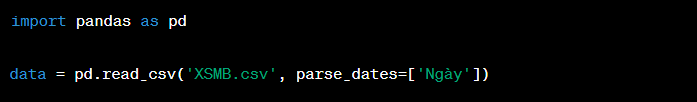 import pandas as pd
data = pd.read_csv('XSMB.csv', parse_dates=['Ngày'])